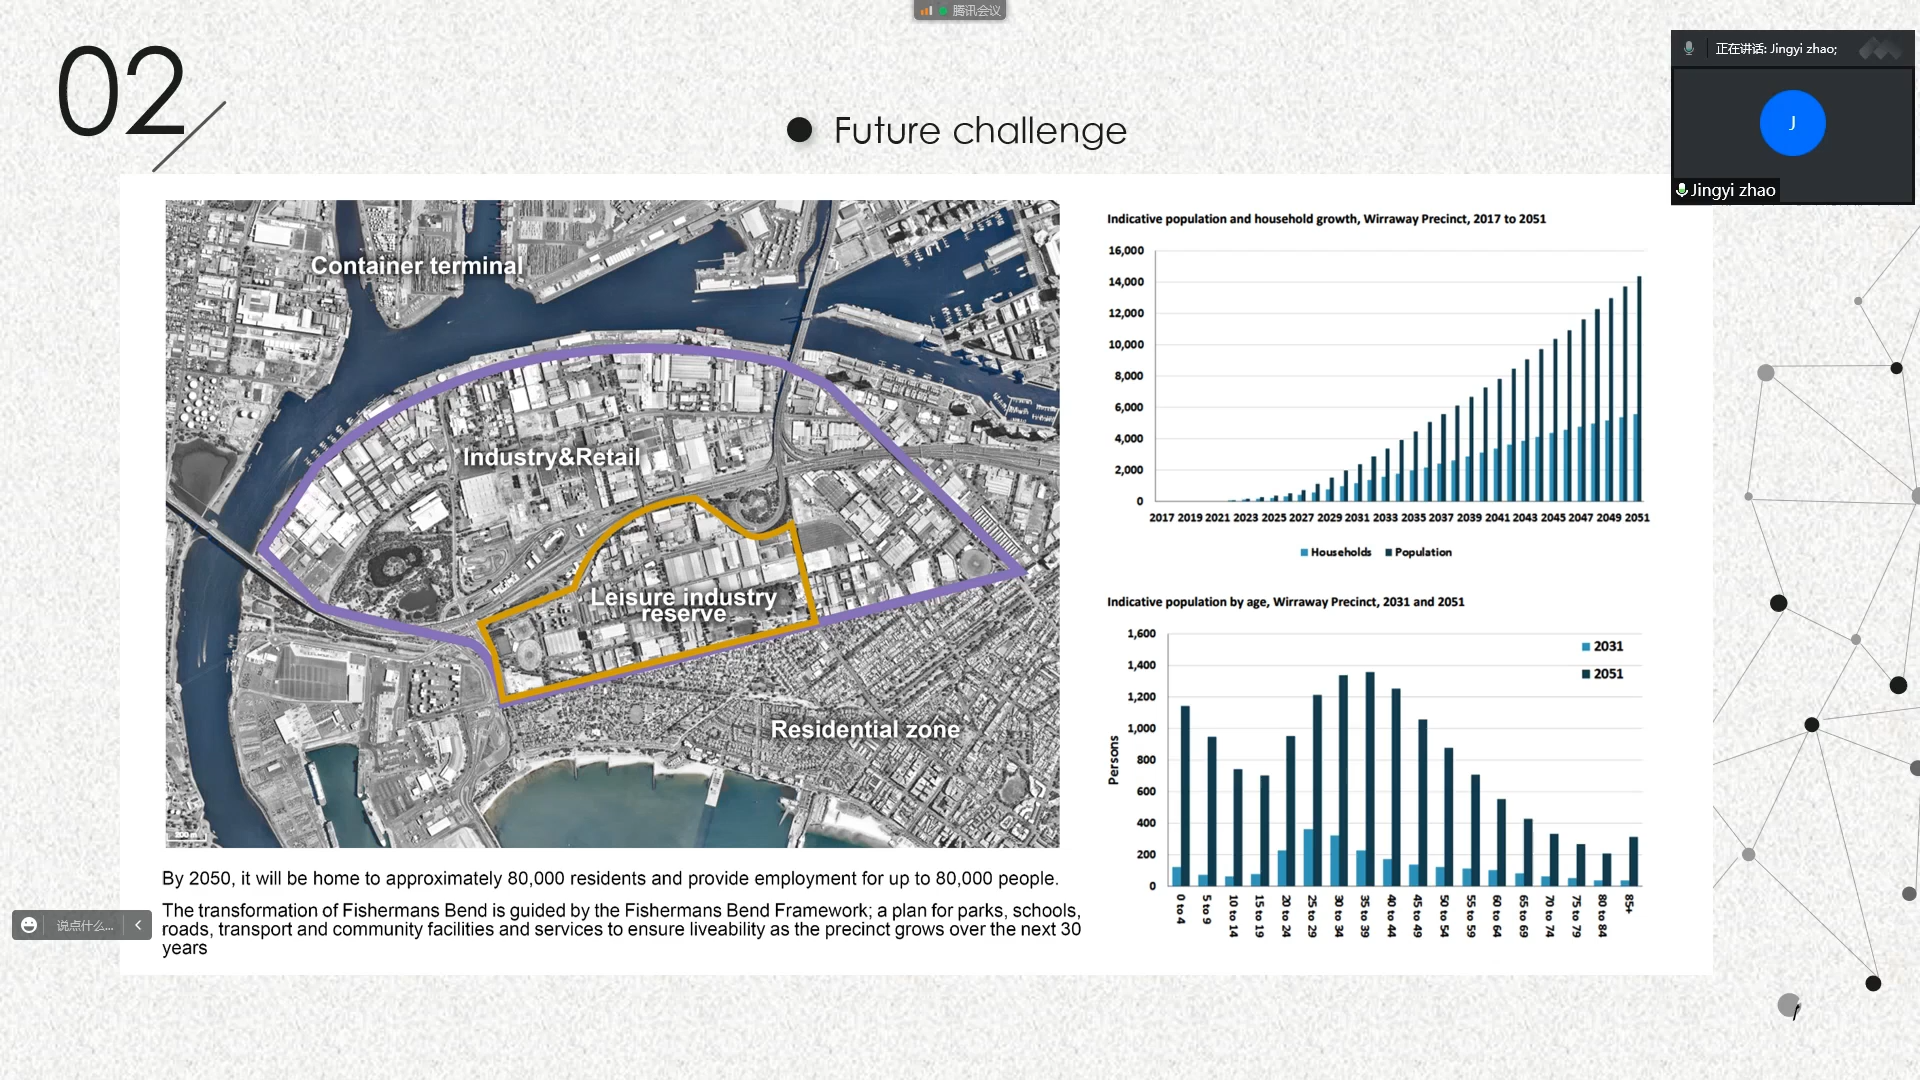 腾讯会议
02
Future challenge
正在讲话: Jingyi zhao;
J
Jingyi zhao
Container terminal
Industry&Retail
Leisure industry
reserve
Residential zone
200 m
By 2050, it will be home to approximately 80,000 residents and provide employment for up to 80,000 people.
The transformation of Fishermans Bend is guided by the Fishermans Bend Framework; a plan for parks, schools,
roads, transport and community facilities and services to ensure liveability as the precinct grows over the next 30
years
说点什么...
Indicative population and household growth, Wirraway Precinct, 2017 to 2051
16,000
14,000
12,000
10,000
8,000
6,000
4,000
2,000
0
2017 2019 2021 2023 2025 2027 2029 2031 2033 2035 2037 2039 2041 2043 2045 2047 2049 2051
Households Population
Indicative population by age, Wirraway Precinct, 2031 and 2051
1,600
1,400
1,200
1,000
800
600
400
200
0
Persons
2031
2051
0 to 4
5 to 9
10 to 14
15 to 19
20 to 24
25 to 29
30 to 34
35 to 39
40 to 44
45 to 49
50 to 54
55 to 59
60 to 64
65 to 69
70 to 74
75 to 79
80 to 84
85+